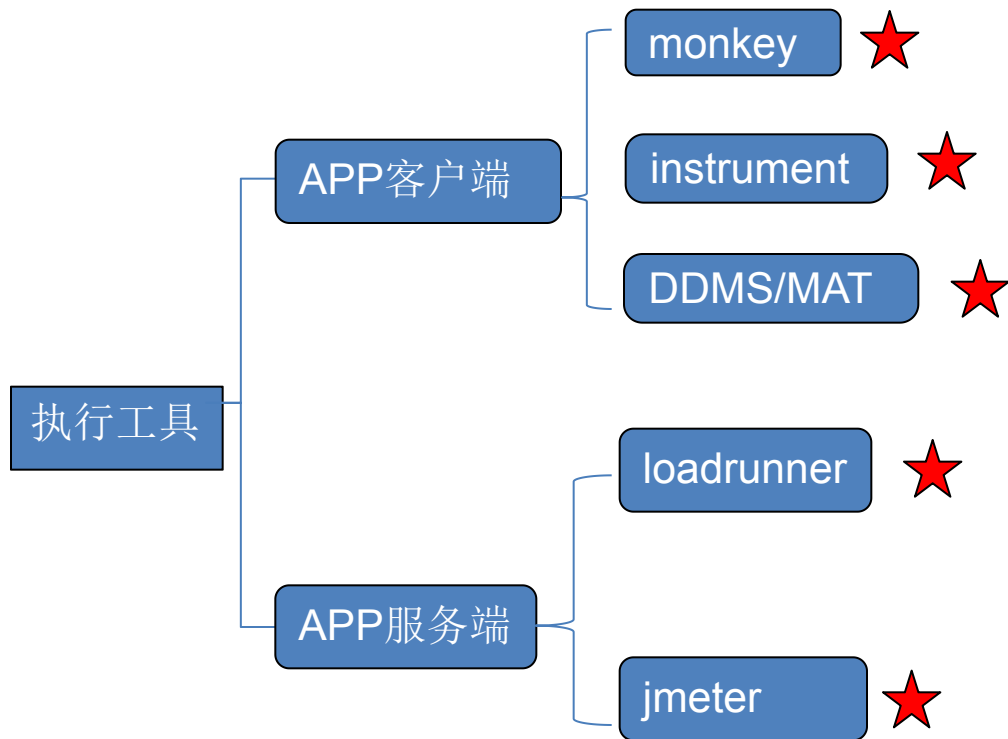 monkey
APP客户端
instrument
DDMS/MAT
执行工具
loadrunner
APP服务端
jmeter